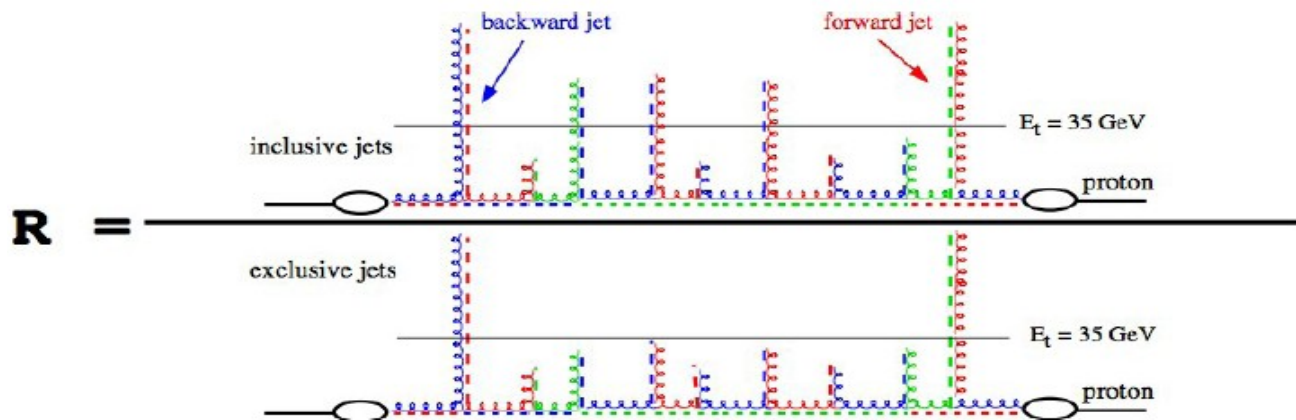 backward jet
forward jet
E_t = 35 GeV
inclusive jets
proton
R =
exclusive jets
E_t = 35 GeV
proton